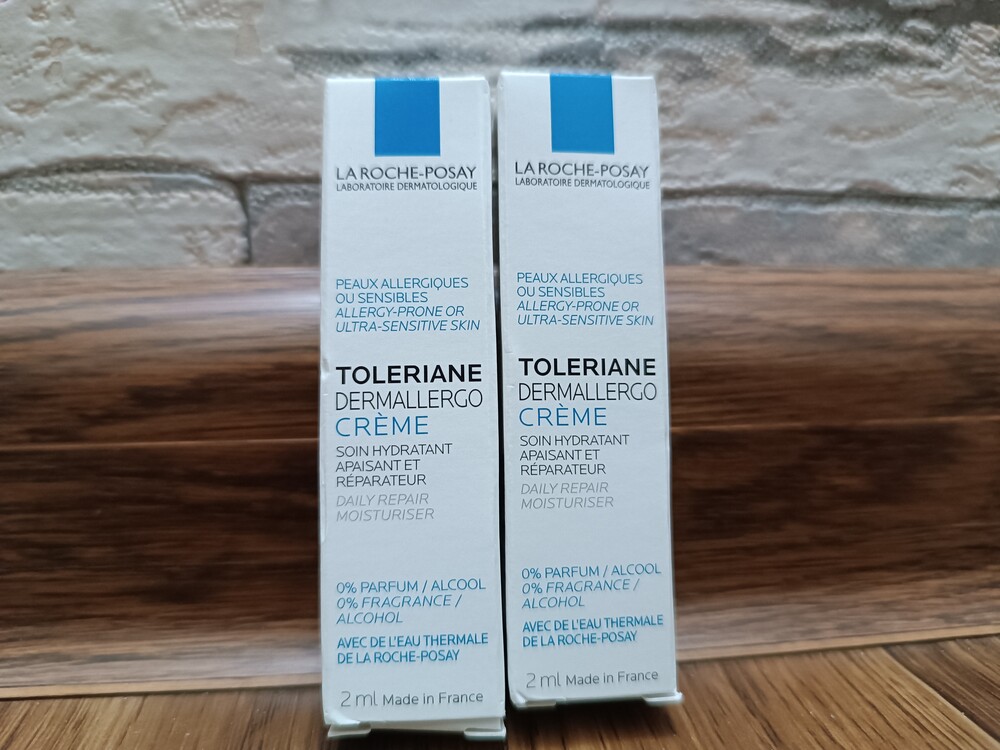 LA ROCHE-POSAY
LABORATOIRE DERMATOLOGIQUE
PEAUX ALLERGIQUES
OU SENSIBLES
ALLERGY-PRONE OR
ULTRA-SENSITIVE SKIN
TOLERIANE
DERMALLERGO
CRÈME
SOIN HYDRATANT
APAISANT ET
RÉPARATEUR
DAILY REPAIR
MOISTURISER
0% PARFUM / ALCOOL
0% FRAGRANCE /
ALCOHOL
AVEC DE L'EAU THERMALE
DE LA ROCHE-POSAY
2 ml Made in France
LA ROCHE-POSAY
LABORATOIRE DERMATOLOGIQUE
PEAUX ALLERGIQUES
OU SENSIBLES
ALLERGY-PRONE OR
ULTRA-SENSITIVE SKIN
TOLERIANE
DERMALLERGO
CRÈME
SOIN HYDRATANT
APAISANT ET
RÉPARATEUR
DAILY REPAIR
MOISTURISER
0% PARFUM / ALCOOL
0% FRAGRANCE /
ALCOHOL
AVEC DE L'EAU THERMALE
DE LA ROCHE-POSAY
2 ml Made in France